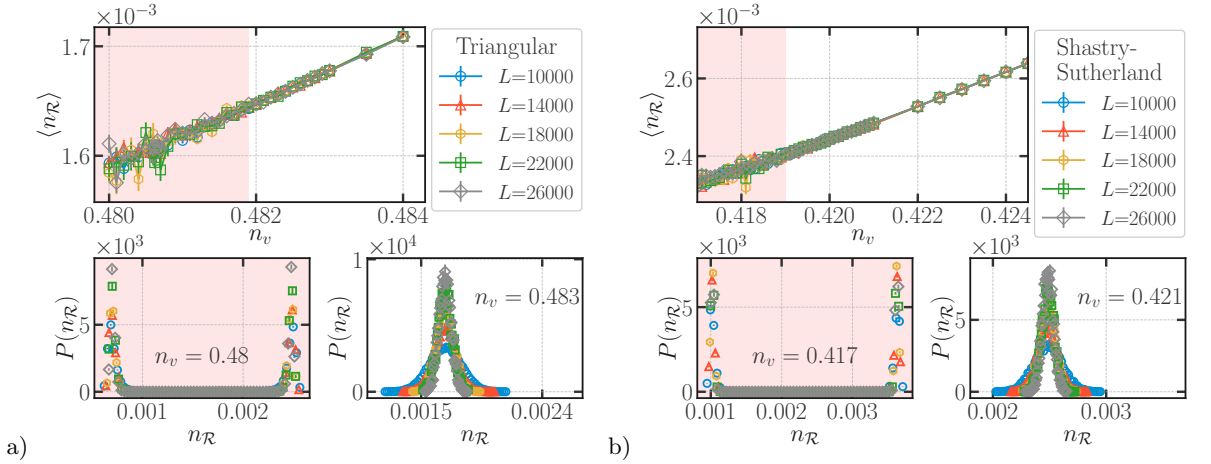 ×10⁻³
1.7
1.6
⟨n_ℛ⟩
0.480
0.482
0.484
n_v
Triangular
L=10000
L=14000
L=18000
L=22000
L=26000
×10³
5
0
P(n_ℛ)
n_v = 0.48
0.001
0.002
n_ℛ
×10⁴
1
0
P(n_ℛ)
n_v = 0.483
0.0015
0.0024
n_ℛ
a)
×10⁻³
2.6
2.4
⟨n_ℛ⟩
0.418
0.420
0.422
0.424
n_v
Shastry-
Sutherland
L=10000
L=14000
L=18000
L=22000
L=26000
×10³
5
0
P(n_ℛ)
n_v = 0.417
0.001
0.002
0.003
n_ℛ
×10³
5
0
P(n_ℛ)
n_v = 0.421
0.002
0.003
n_ℛ
b)